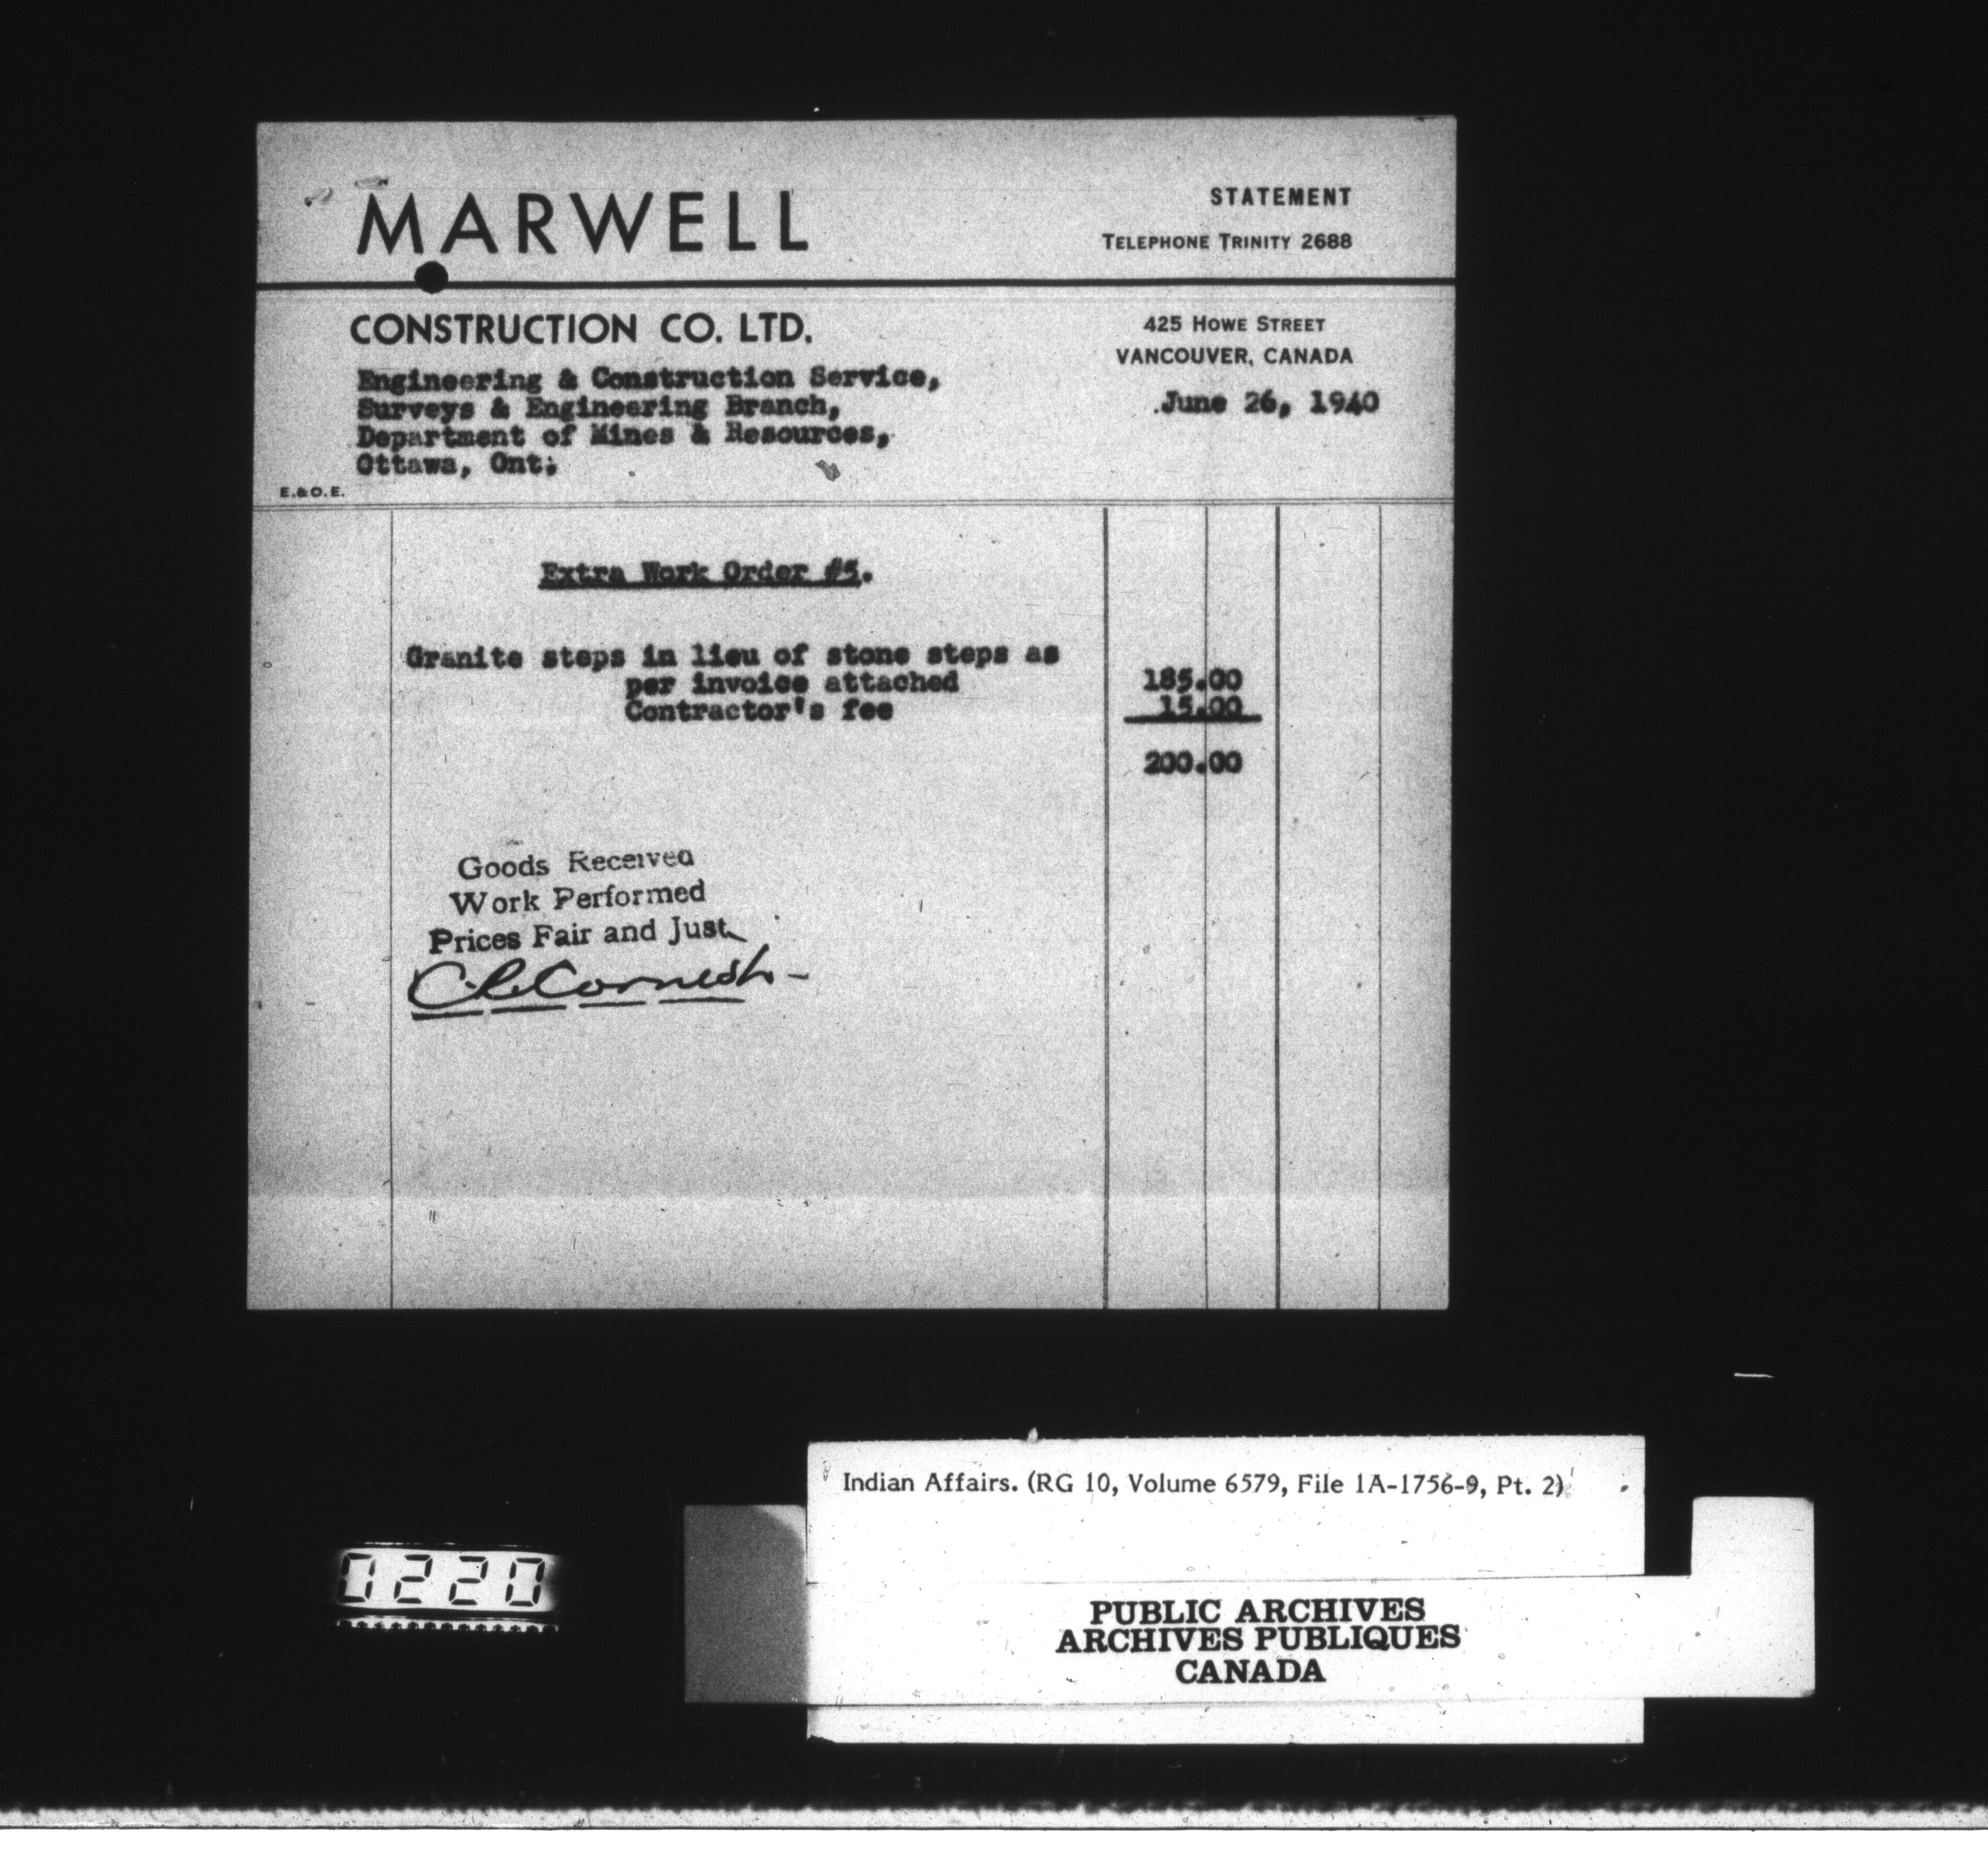 MARWELL
STATEMENT
TELEPHONE TRINITY 2688
CONSTRUCTION CO. LTD.
425 HOWE STREET
VANCOUVER, CANADA
Engineering & Construction Service,
Surveys & Engineering Branch,
Department of Mines & Resources,
Ottawa, Ont;
June 26, 1940
E.&O.E.
Extra Work Order #5.
Granite steps in lieu of stone steps as
per invoice attached 185.00
Contractor's fee 15.00
200.00
Goods Received
Work Performed
Prices Fair and Just
Indian Affairs. (RG 10, Volume 6579, File 1A-1756-9, Pt. 2)
0220
PUBLIC ARCHIVES
ARCHIVES PUBLIQUES
CANADA